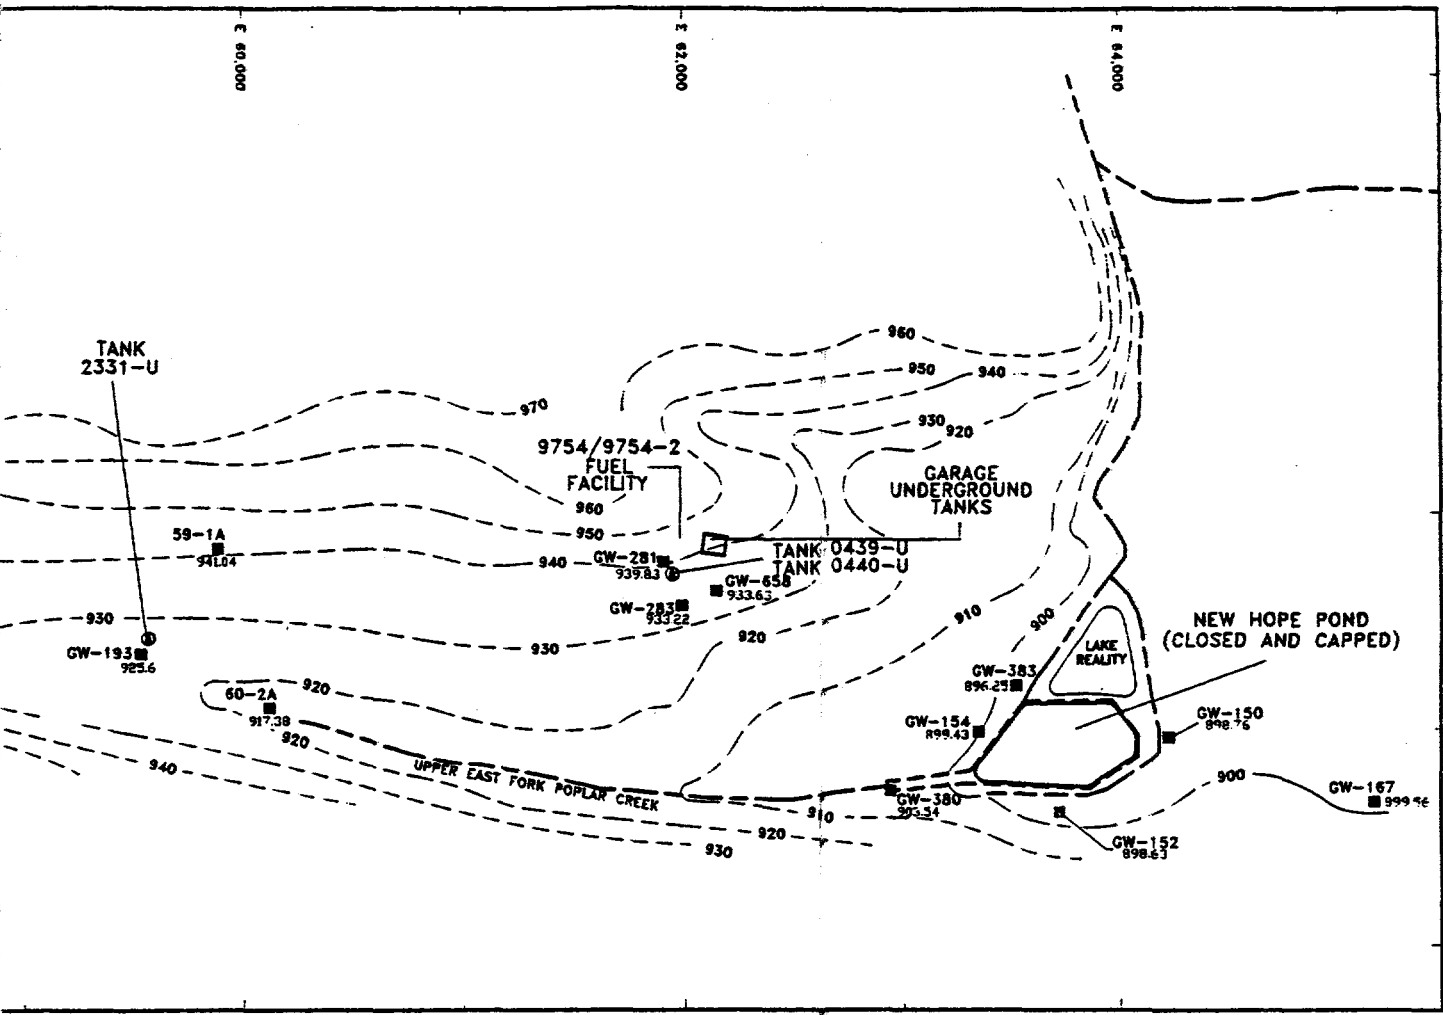 E 60,000
E 62,000
E 64,000
960
950
940
TANK
2331-U
970
930
920
9754/9754-2
FUEL
FACILITY
GARAGE
UNDERGROUND
TANKS
960
950
59-1A
941.04
940
GW-281
939.83
TANK 0439-U
TANK 0440-U
GW-658
933.63
GW-283
933.22
930
910
900
NEW HOPE POND
(CLOSED AND CAPPED)
920
930
GW-193
925.6
LAKE
REALITY
GW-383
896.25
920
60-2A
917.38
920
GW-154
899.43
GW-150
898.76
940
UPPER EAST FORK POPLAR CREEK
900
GW-167
GW-380
910
920
930
GW-152
898.63